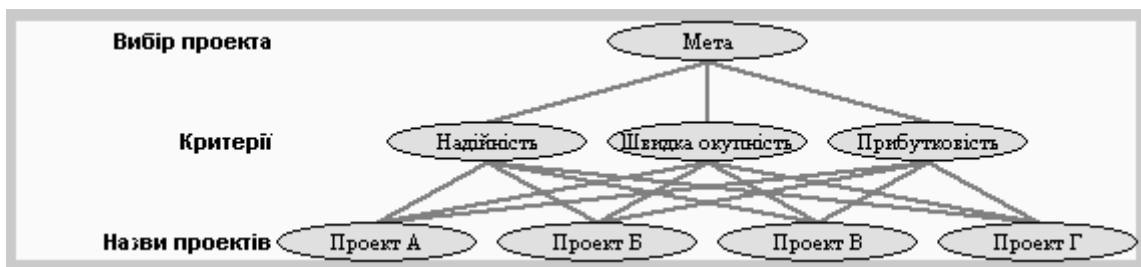 Вибір проекта
Мета
Критерії
Надійність
Швидка окупність
Прибутковість
Назви проектів
Проект А
Проект Б
Проект В
Проект Г